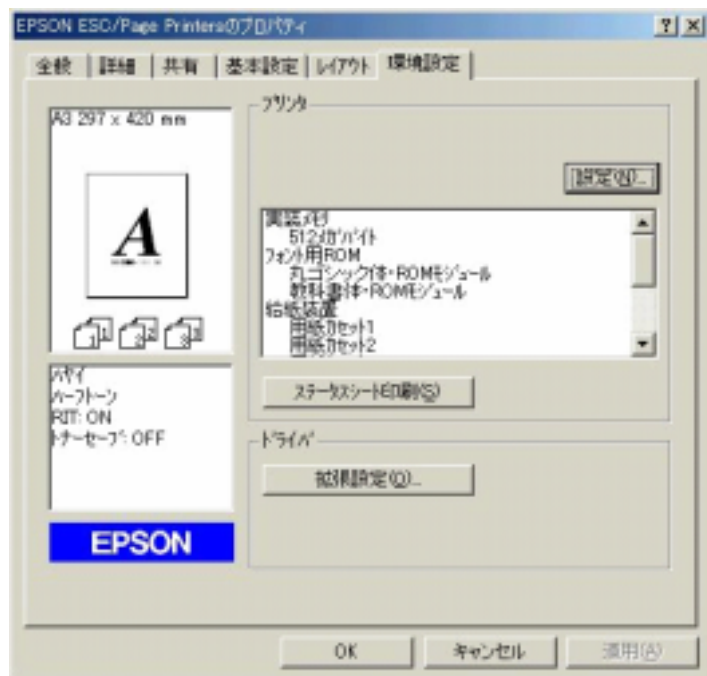 EPSON ESC/Page Printersのプロパティ
全般 詳細 共有 基本設定 レイアウト 環境設定
A3 297 x 420 mm
A
ハヤイ
ハーフトーン
RIT: ON
トナーセーブ: OFF
EPSON
プリンタ
設定(N)...
実装メモリ
512メガバイト
フォント用ROM
丸ゴシック体・ROMモジュール
教科書体・ROMモジュール
給紙装置
用紙カセット1
用紙カセット2
ステータスシート印刷(S)
ドライバ
拡張設定(O)...
OK キャンセル 適用(A)